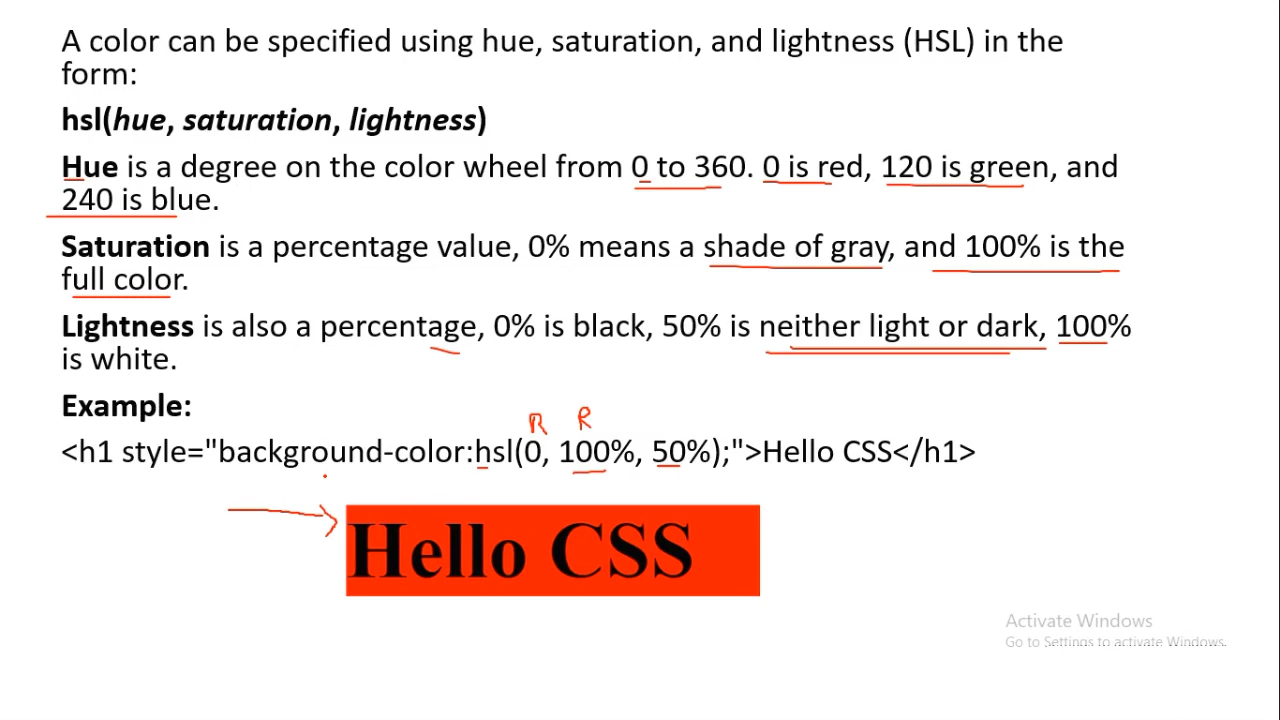 A color can be specified using hue, saturation, and lightness (HSL) in the
form:
hsl(hue, saturation, lightness)
Hue is a degree on the color wheel from 0 to 360. 0 is red, 120 is green, and
240 is blue.
Saturation is a percentage value, 0% means a shade of gray, and 100% is the
full color.
Lightness is also a percentage, 0% is black, 50% is neither light or dark, 100%
is white.
Example:
R R
<h1 style="background-color:hsl(0, 100%, 50%);">Hello CSS</h1>
Hello CSS
Activate Windows
Go to Settings to activate Windows.